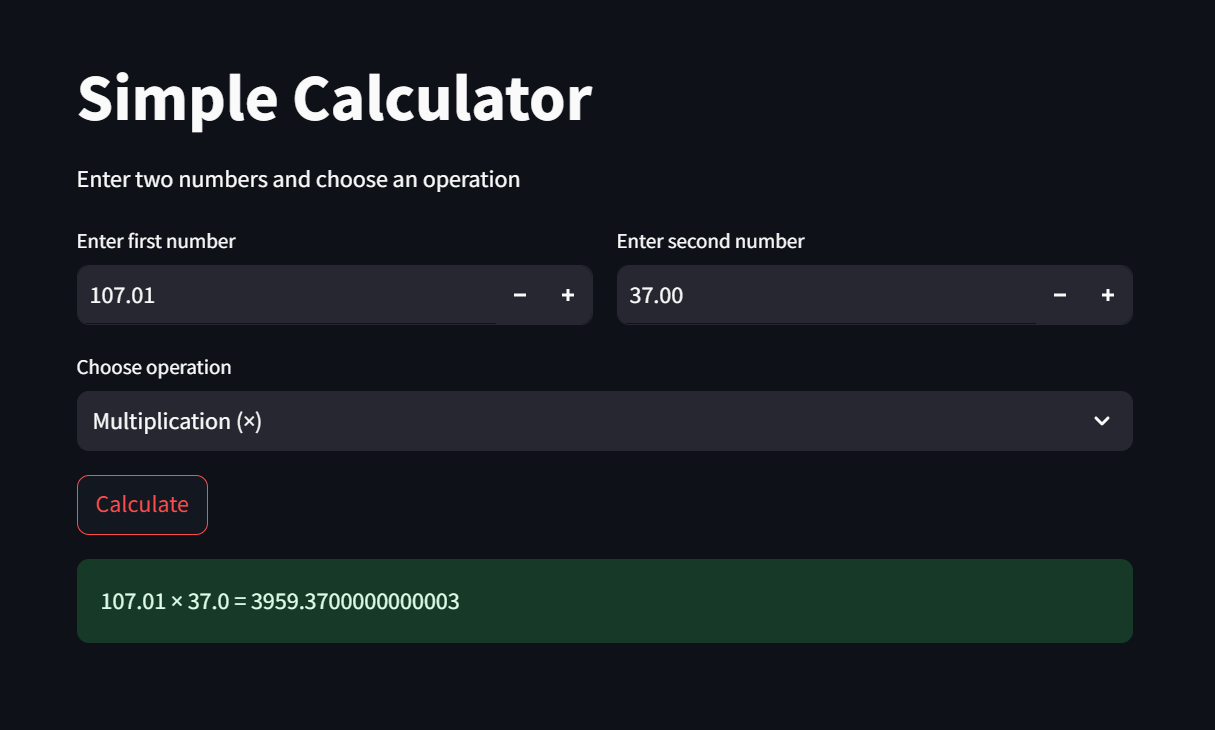 Simple Calculator
Enter two numbers and choose an operation
Enter first number
Enter second number
107.01 − +
37.00 − +
Choose operation
Multiplication (×)
Calculate
107.01 × 37.0 = 3959.3700000000003